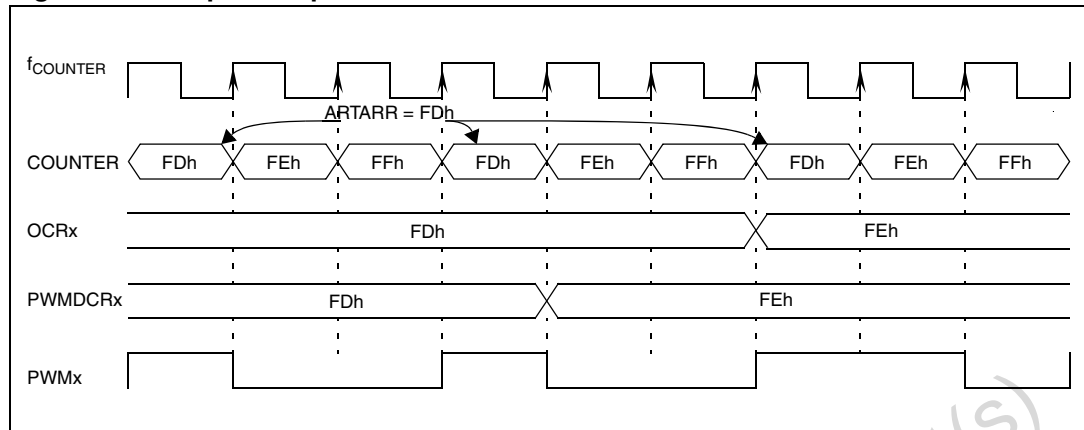 fCOUNTER
ARTARR = FDh
COUNTER FDh FEh FFh FDh FEh FFh FDh FEh FFh
OCRx FDh FEh
PWMDCRx FDh FEh
PWMx
(s)